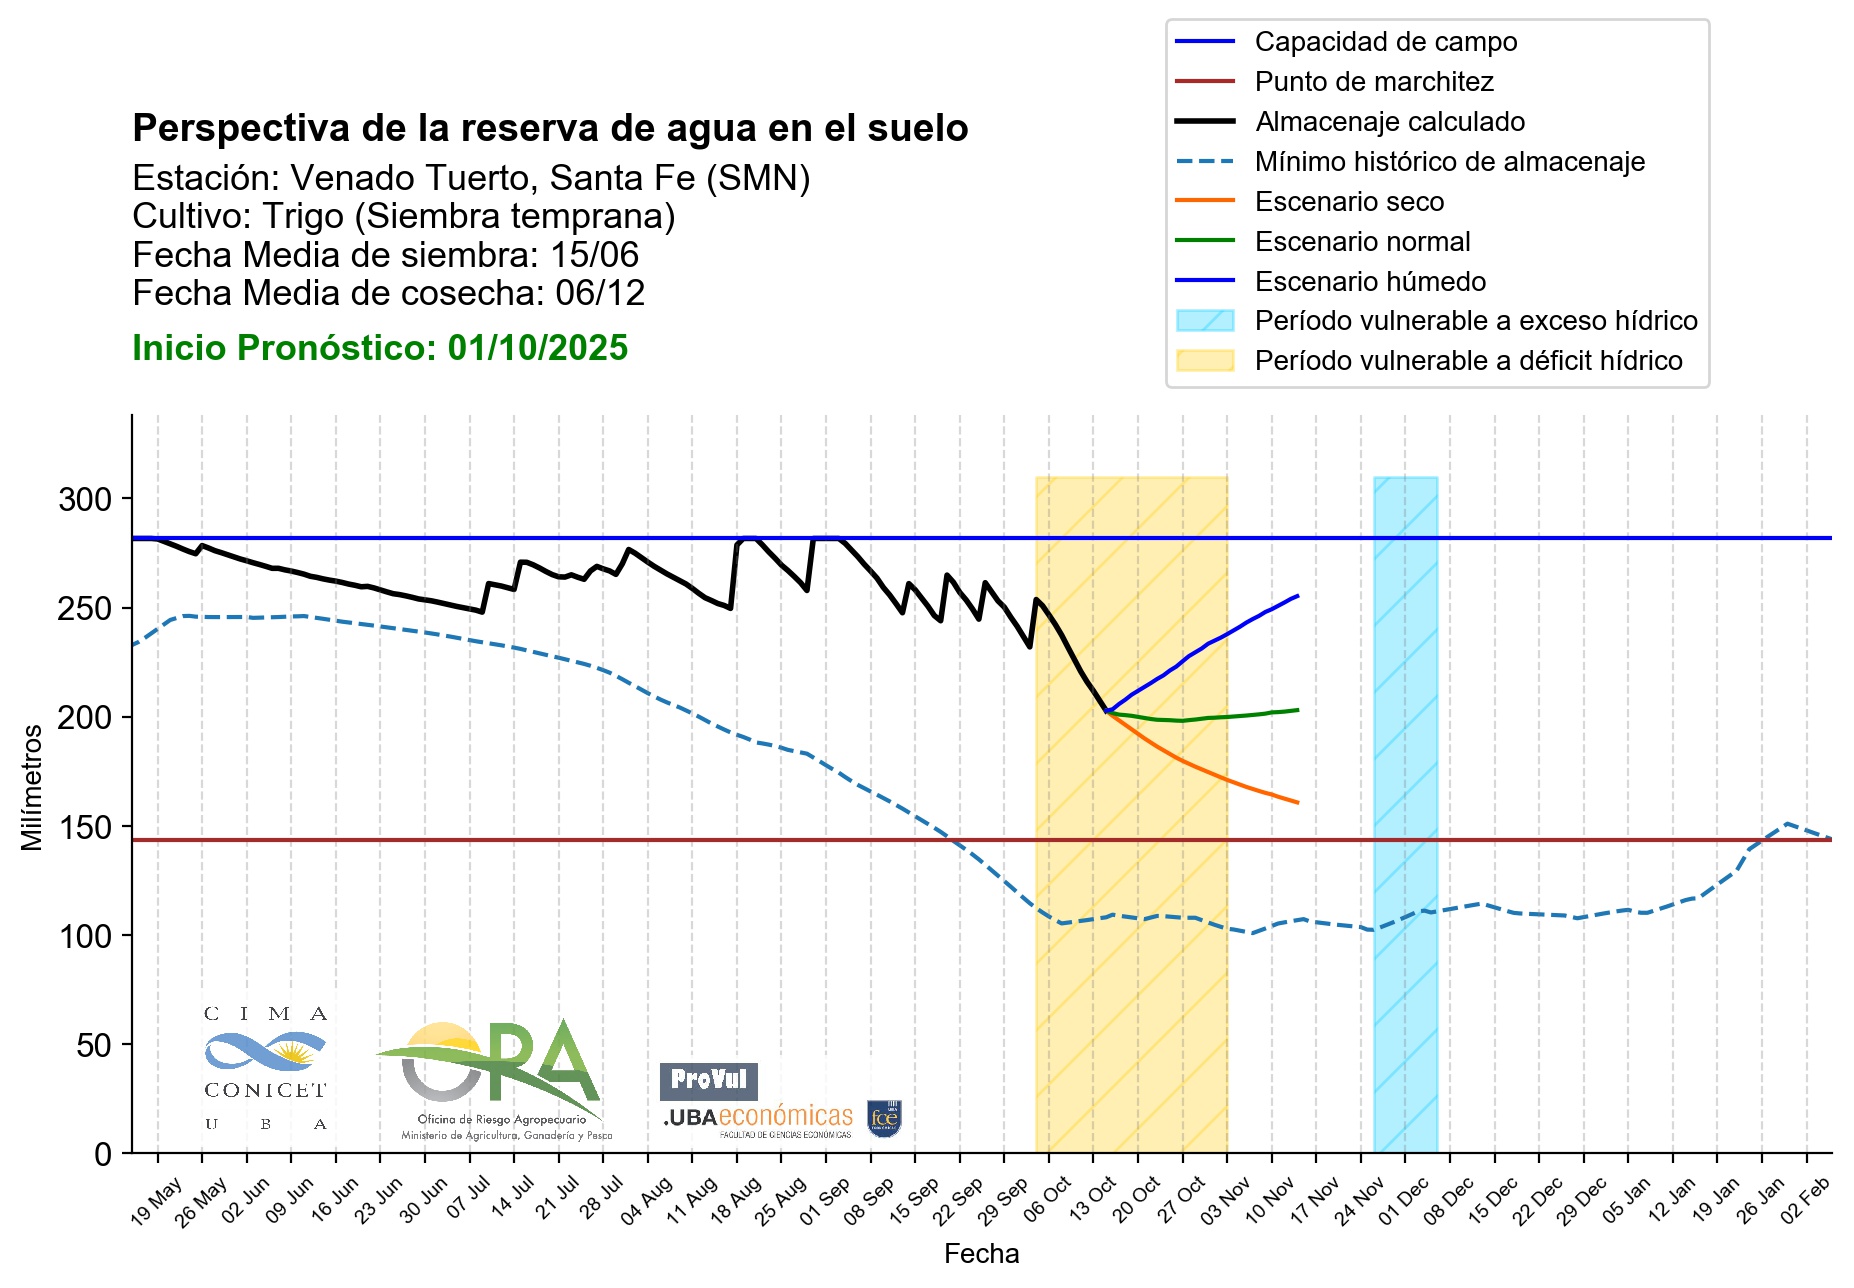 Capacidad de campo
Punto de marchitez
Almacenaje calculado
Mínimo histórico de almacenaje
Escenario seco
Escenario normal
Escenario húmedo
Período vulnerable a exceso hídrico
Período vulnerable a déficit hídrico
Perspectiva de la reserva de agua en el suelo
Estación: Venado Tuerto, Santa Fe (SMN)
Cultivo: Trigo (Siembra temprana)
Fecha Media de siembra: 15/06
Fecha Media de cosecha: 06/12
Inicio Pronóstico: 01/10/2025
300
250
200
150
100
50
0
Milímetros
CIMA
CONICET
UBA
ORA
Oficina de Riesgo Agropecuario
Ministerio de Agricultura, Ganadería y Pesca
ProVul
.UBAeconómicas
FACULTAD DE CIENCIAS ECONÓMICAS
fce
19 May
26 May
02 Jun
09 Jun
16 Jun
23 Jun
30 Jun
07 Jul
14 Jul
21 Jul
28 Jul
04 Aug
11 Aug
18 Aug
25 Aug
01 Sep
08 Sep
15 Sep
22 Sep
29 Sep
06 Oct
13 Oct
20 Oct
27 Oct
03 Nov
10 Nov
17 Nov
24 Nov
01 Dec
08 Dec
15 Dec
22 Dec
29 Dec
05 Jan
12 Jan
19 Jan
26 Jan
02 Feb
Fecha